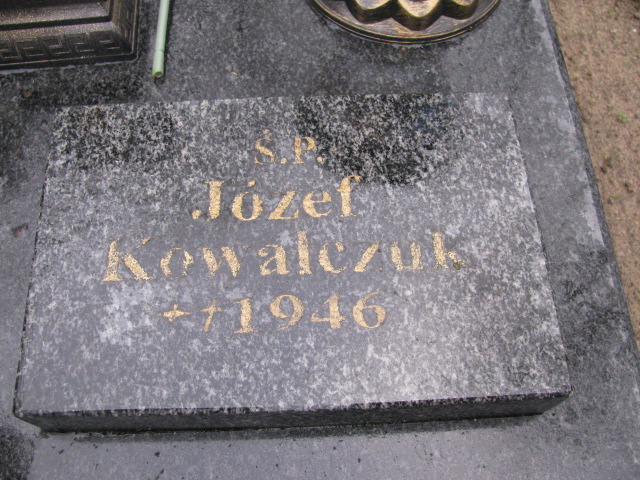 Ś.P.
Józef
Kowalczuk
+ † 1946